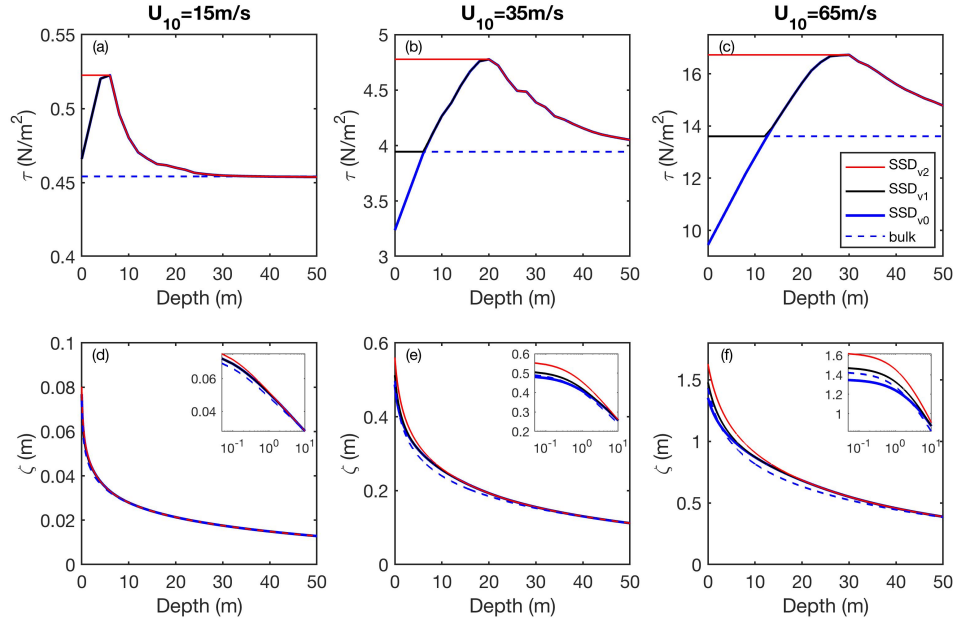 U10=15m/s
U10=35m/s
U10=65m/s
(a)
0.55
0.5
0.45
0.4
τ (N/m²)
0 10 20 30 40 50
Depth (m)
(b)
5
4.5
4
3.5
3
τ (N/m²)
0 10 20 30 40 50
Depth (m)
(c)
16
14
12
10
τ (N/m²)
SSDv2
SSDv1
SSDv0
bulk
0 10 20 30 40 50
Depth (m)
(d)
0.1
0.08
0.06
0.04
0.02
0
ζ (m)
0.06
0.04
10⁻¹ 10⁰ 10¹
0 10 20 30 40 50
Depth (m)
(e)
0.6
0.4
0.2
0
ζ (m)
0.6
0.5
0.4
0.3
0.2
10⁻¹ 10⁰ 10¹
0 10 20 30 40 50
Depth (m)
(f)
1.5
1
0.5
0
ζ (m)
1.6
1.4
1.2
1
10⁻¹ 10⁰ 10¹
0 10 20 30 40 50
Depth (m)